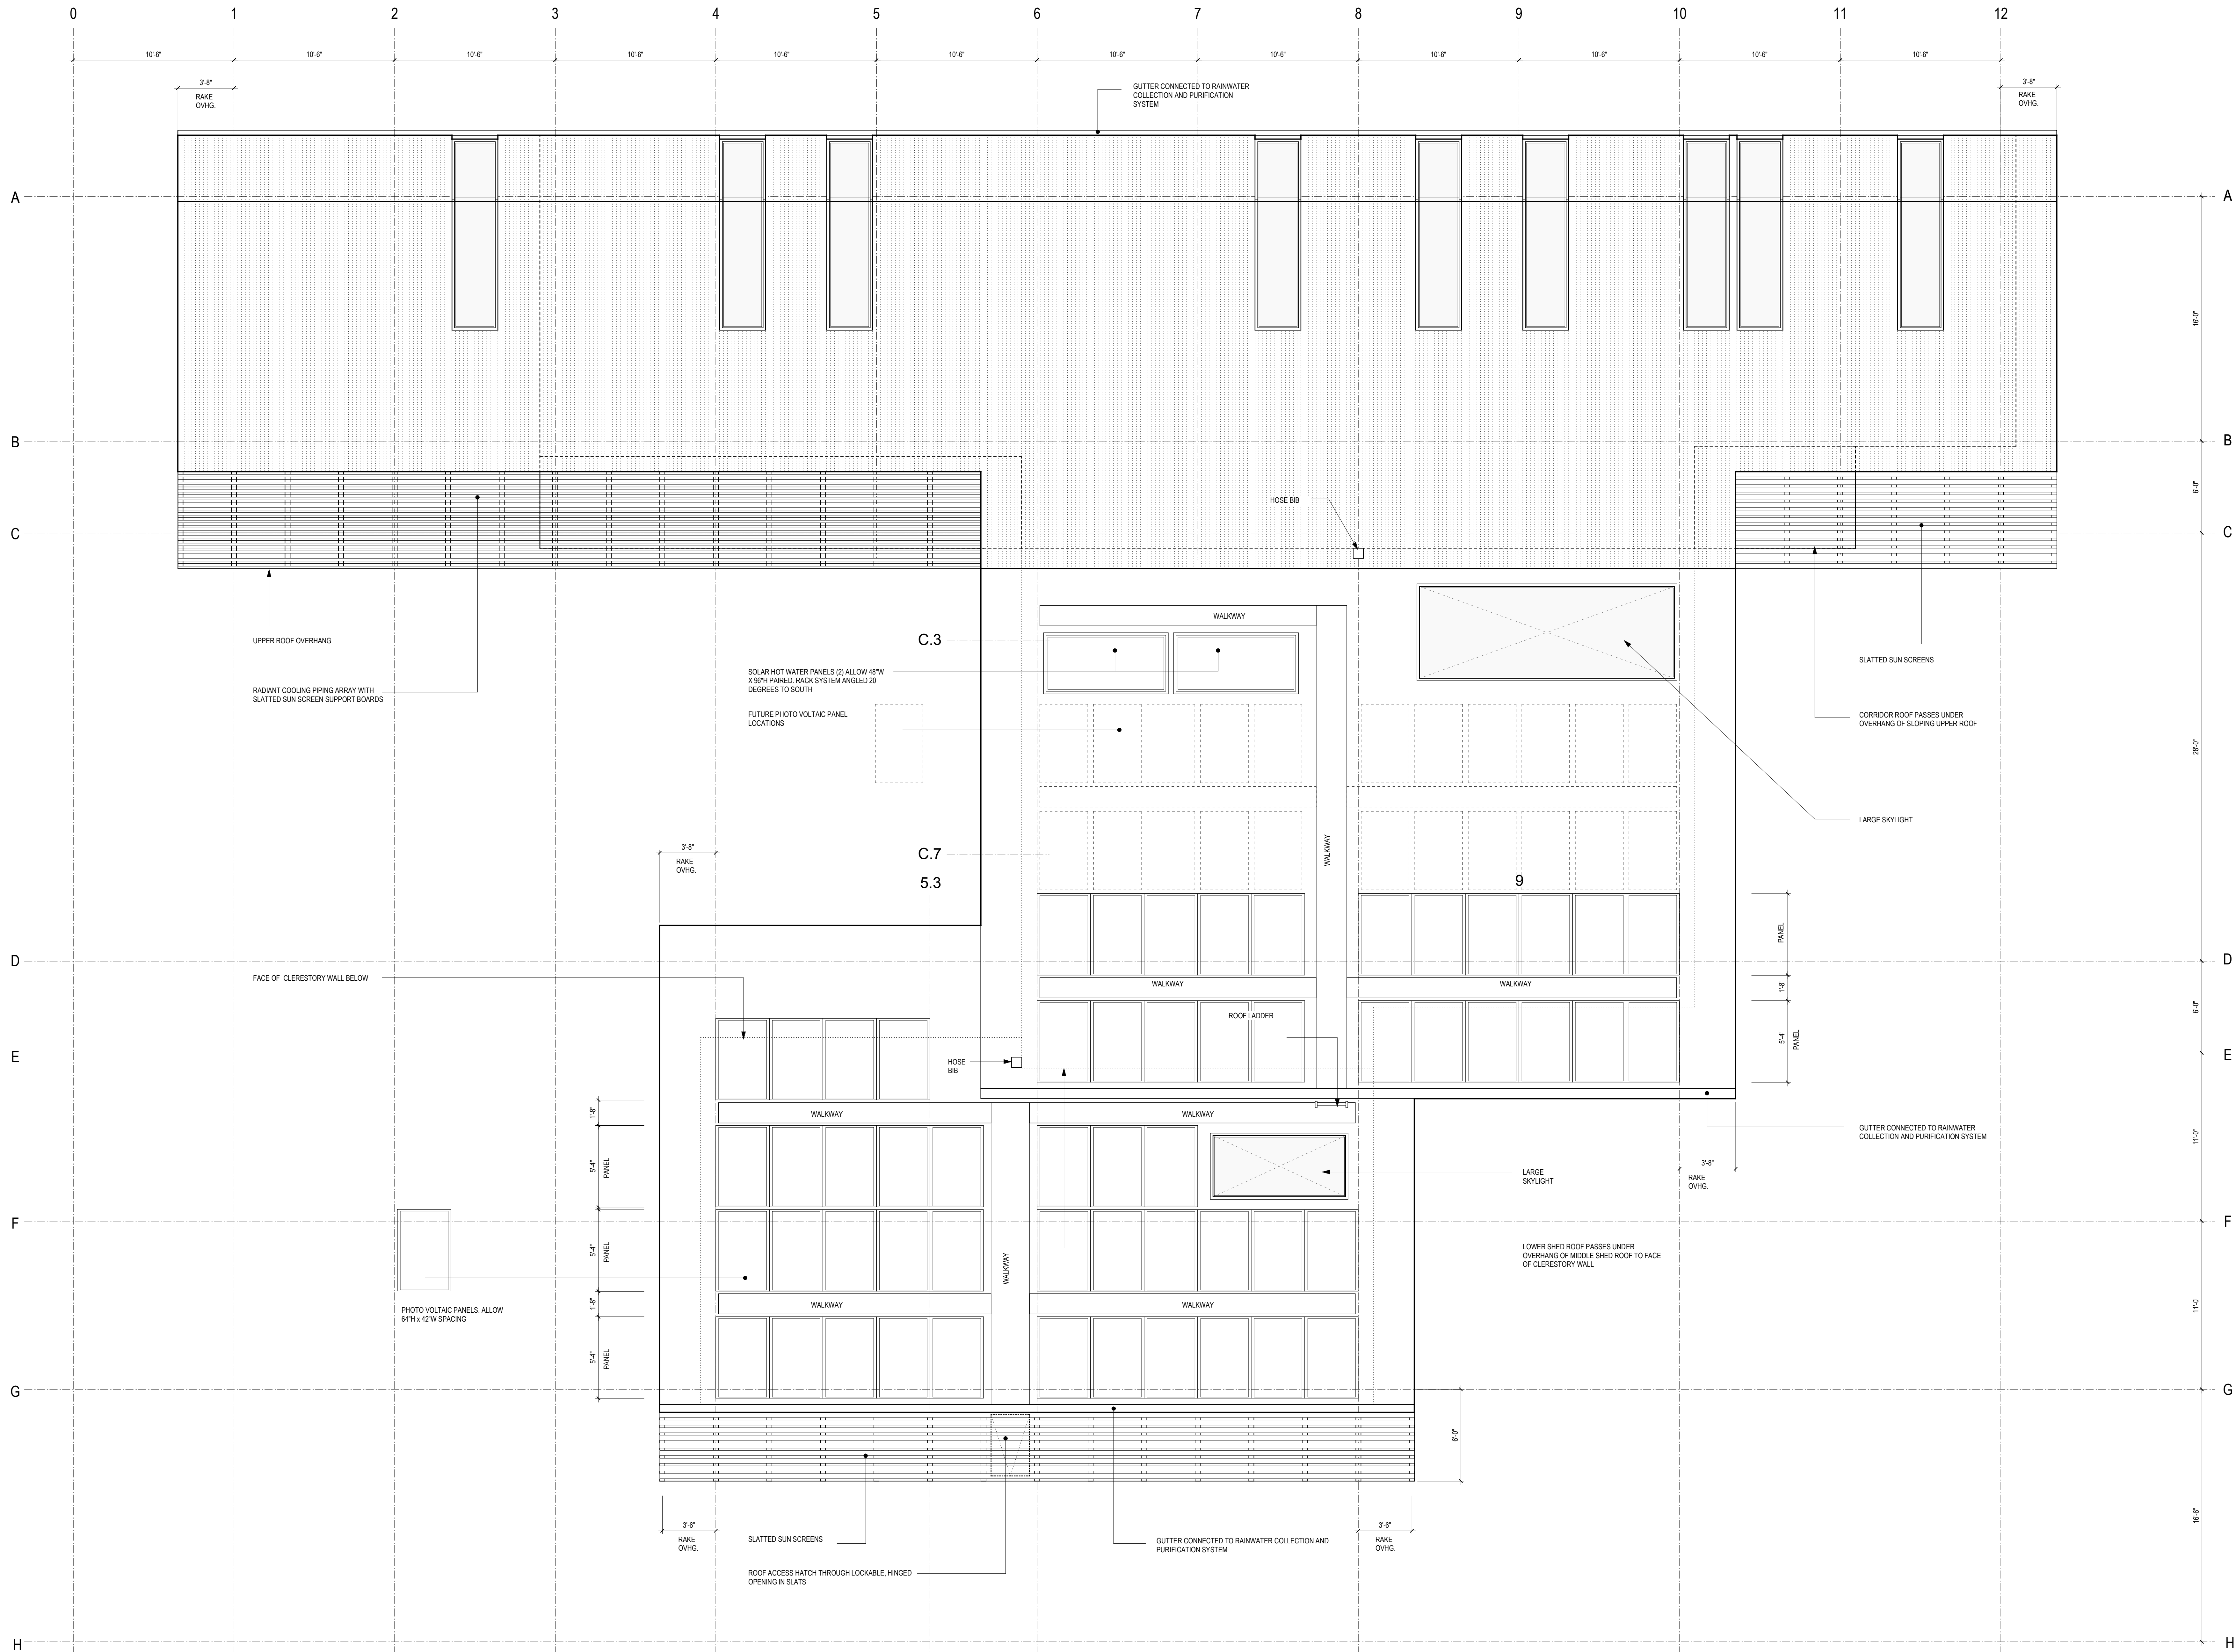 0 1 2 3 4 5 6 7 8 9 10 11 12
10'-6" 10'-6" 10'-6" 10'-6" 10'-6" 10'-6" 10'-6" 10'-6" 10'-6" 10'-6" 10'-6" 10'-6"
3'-8"
RAKE
OVHG.
GUTTER CONNECTED TO RAINWATER
COLLECTION AND PURIFICATION
SYSTEM
3'-8"
RAKE
OVHG.
A A
16'-0"
B B
6'-0"
HOSE BIB
C C
WALKWAY
UPPER ROOF OVERHANG
C.3
SLATTED SUN SCREENS
SOLAR HOT WATER PANELS (2) ALLOW 48"W
X 96"H PAIRED. RACK SYSTEM ANGLED 20
DEGREES TO SOUTH
RADIANT COOLING PIPING ARRAY WITH
SLATTED SUN SCREEN SUPPORT BOARDS
FUTURE PHOTO VOLTAIC PANEL
LOCATIONS
CORRIDOR ROOF PASSES UNDER
OVERHANG OF SLOPING UPPER ROOF
28'-0"
LARGE SKYLIGHT
3'-8"
RAKE
OVHG.
C.7
WALKWAY
5.3
9
PANEL
D D
FACE OF CLERESTORY WALL BELOW
WALKWAY
WALKWAY
1'-8"
6'-0"
ROOF LADDER
5'-4"
PANEL
E E
HOSE
BIB
1'-8"
WALKWAY
WALKWAY
GUTTER CONNECTED TO RAINWATER
COLLECTION AND PURIFICATION SYSTEM
11'-0"
5'-4"
PANEL
3'-8"
RAKE
OVHG.
LARGE
SKYLIGHT
F F
5'-4"
PANEL
WALKWAY
LOWER SHED ROOF PASSES UNDER
OVERHANG OF MIDDLE SHED ROOF TO FACE
OF CLERESTORY WALL
1'-8"
WALKWAY
WALKWAY
11'-0"
PHOTO VOLTAIC PANELS. ALLOW
64"H x 42"W SPACING
5'-4"
PANEL
G G
6'-0"
16'-6"
3'-6"
RAKE
OVHG.
SLATTED SUN SCREENS
GUTTER CONNECTED TO RAINWATER COLLECTION AND
PURIFICATION SYSTEM
3'-6"
RAKE
OVHG.
ROOF ACCESS HATCH THROUGH LOCKABLE, HINGED
OPENING IN SLATS
H H